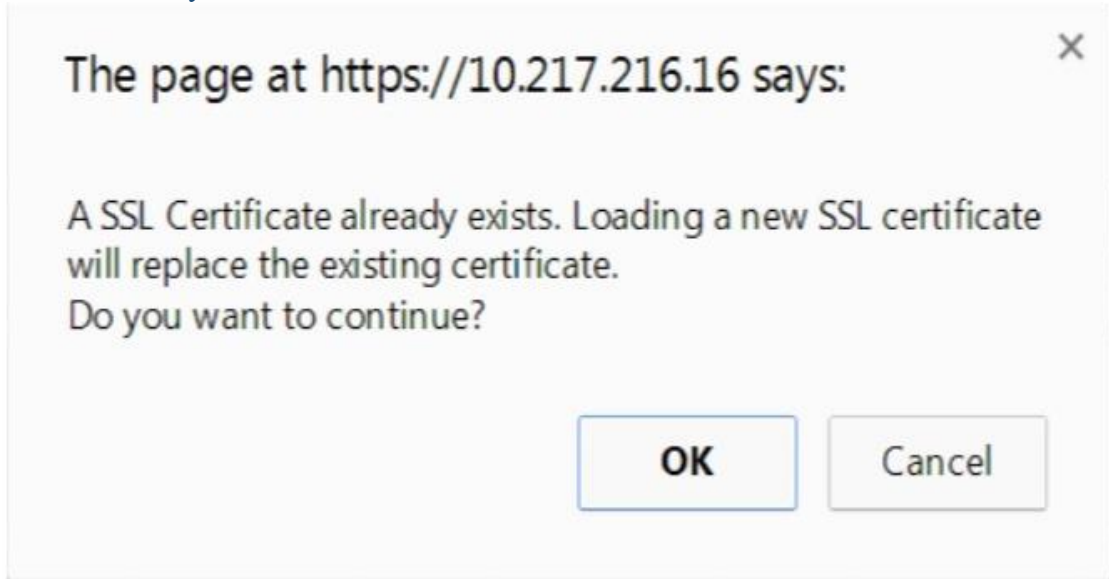 The page at https://10.217.216.16 says:
A SSL Certificate already exists. Loading a new SSL certificate
will replace the existing certificate.
Do you want to continue?
OK Cancel